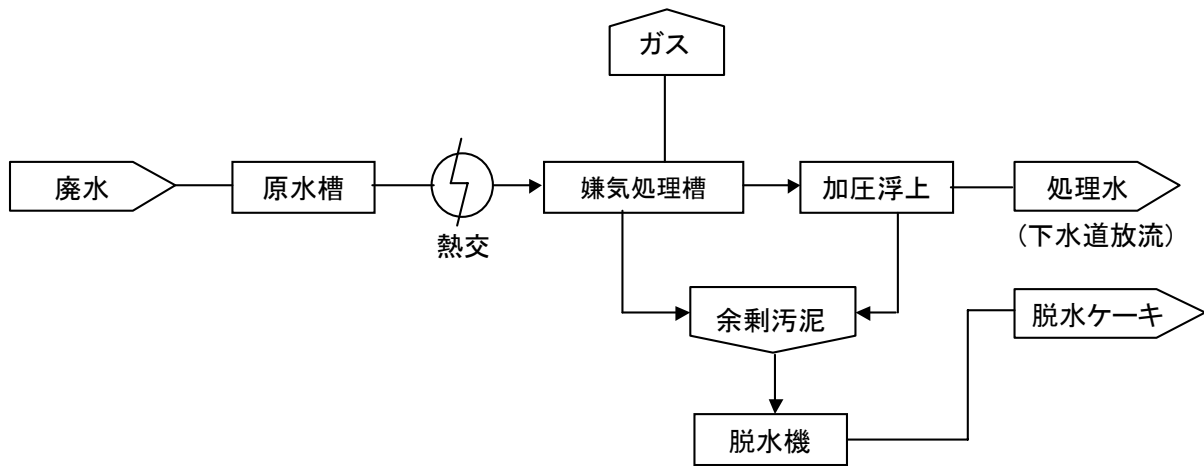 ガス
廃水
原水槽
熱交
嫌気処理槽
加圧浮上
処理水
(下水道放流)
余剰汚泥
脱水ケーキ
脱水機